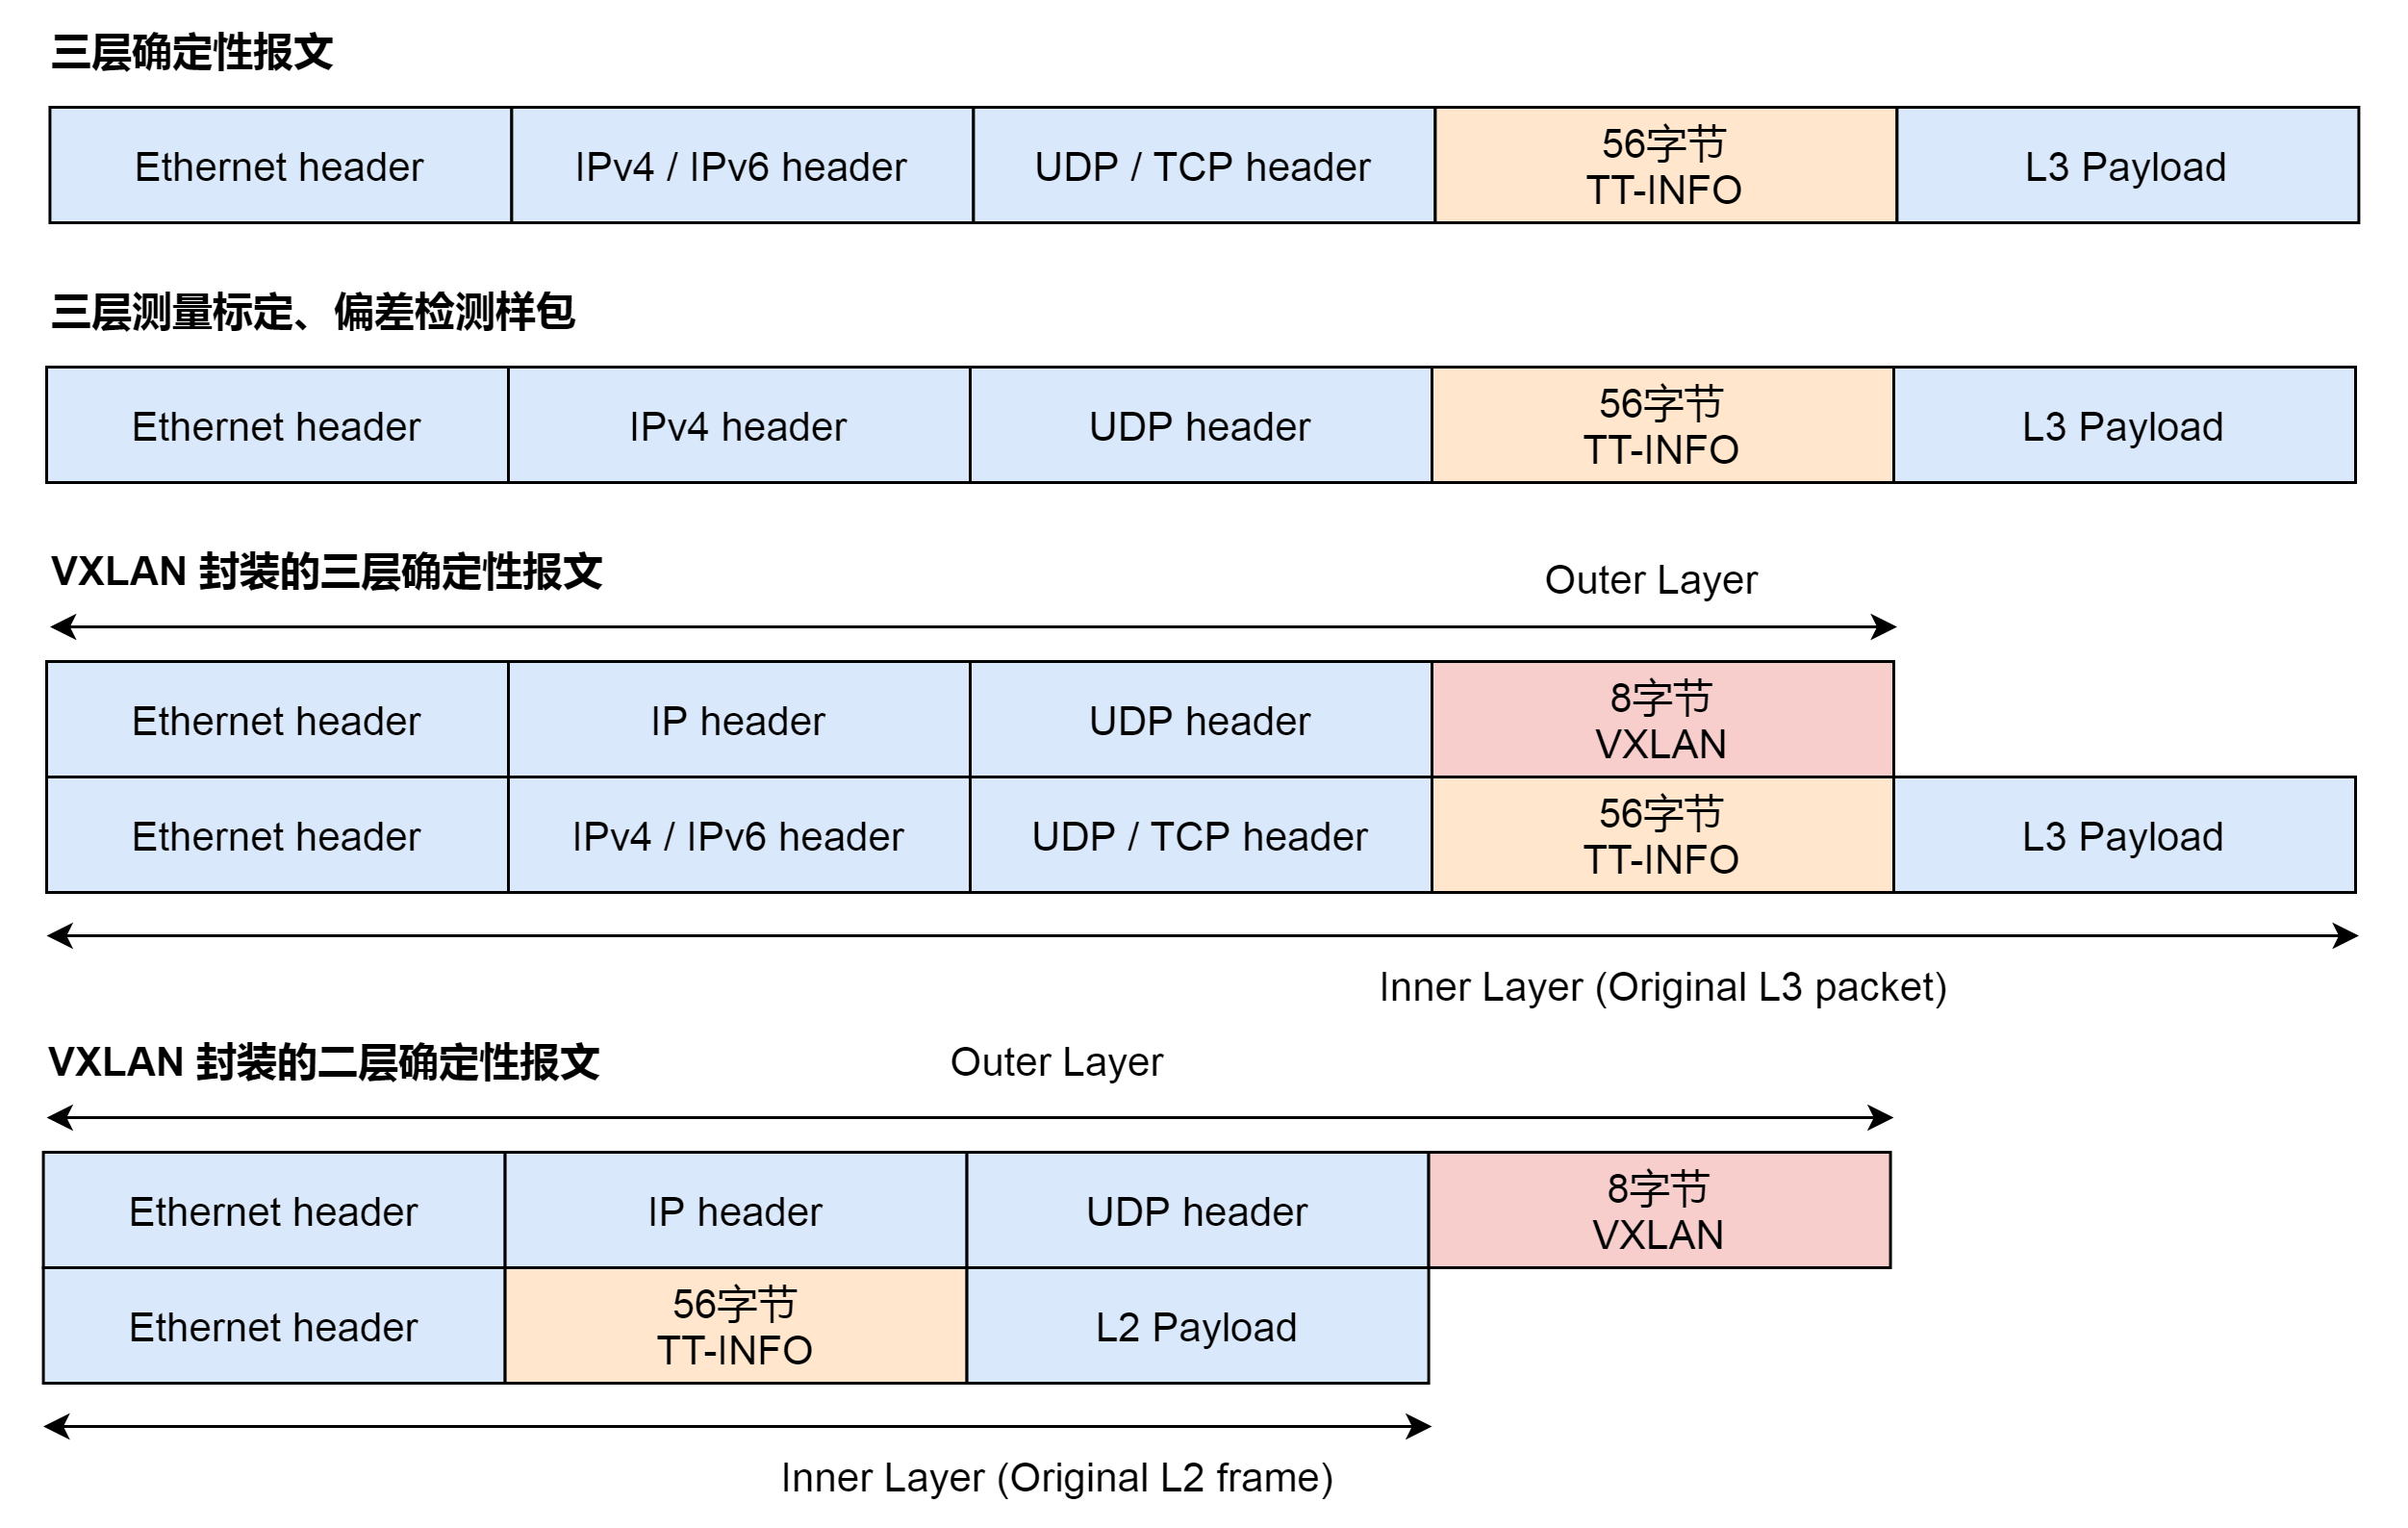 三层确定性报文
Ethernet header
IPv4 / IPv6 header
UDP / TCP header
56字节
TT-INFO
L3 Payload
三层测量标定、偏差检测样包
Ethernet header
IPv4 header
UDP header
56字节
TT-INFO
L3 Payload
VXLAN 封装的三层确定性报文
Outer Layer
Ethernet header
IP header
UDP header
8字节
VXLAN
Ethernet header
IPv4 / IPv6 header
UDP / TCP header
56字节
TT-INFO
L3 Payload
Inner Layer (Original L3 packet)
VXLAN 封装的二层确定性报文
Outer Layer
Ethernet header
IP header
UDP header
8字节
VXLAN
Ethernet header
56字节
TT-INFO
L2 Payload
Inner Layer (Original L2 frame)